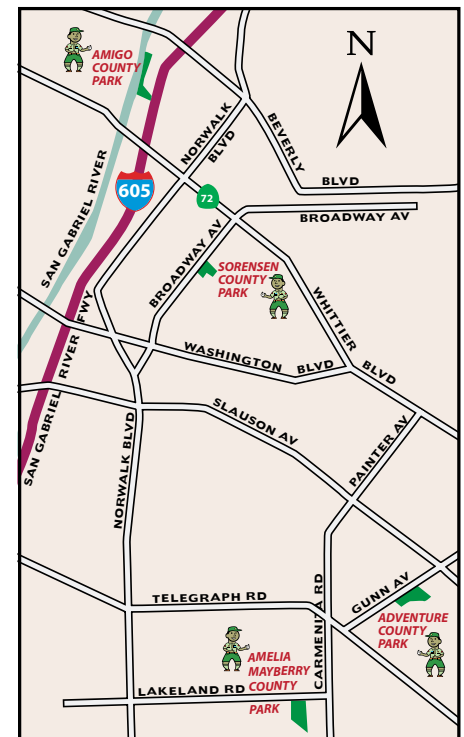 N
AMIGO
COUNTY
PARK
NORWALK
BLVD
BEVERLY
BLVD
605
72
SAN GABRIEL RIVER
BROADWAY AV
BROADWAY AV
SORENSEN
COUNTY
PARK
WHITTIER
BLVD
SAN GABRIEL RIVER FWY
WASHINGTON BLVD
SLAUSON AV
PAINTER AV
NORWALK BLVD
TELEGRAPH RD
CARMENITA RD
GUNN AV
ADVENTURE
COUNTY
PARK
AMELIA
MAYBERRY
COUNTY
PARK
LAKELAND RD